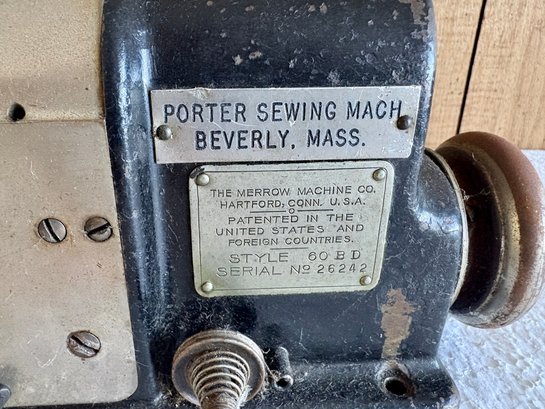 PORTER SEWING MACH
BEVERLY, MASS.
THE MERROW MACHINE CO.
HARTFORD, CONN. U.S.A.
PATENTED IN THE
UNITED STATES AND
FOREIGN COUNTRIES.
STYLE 60 B D
SERIAL Nº 26242